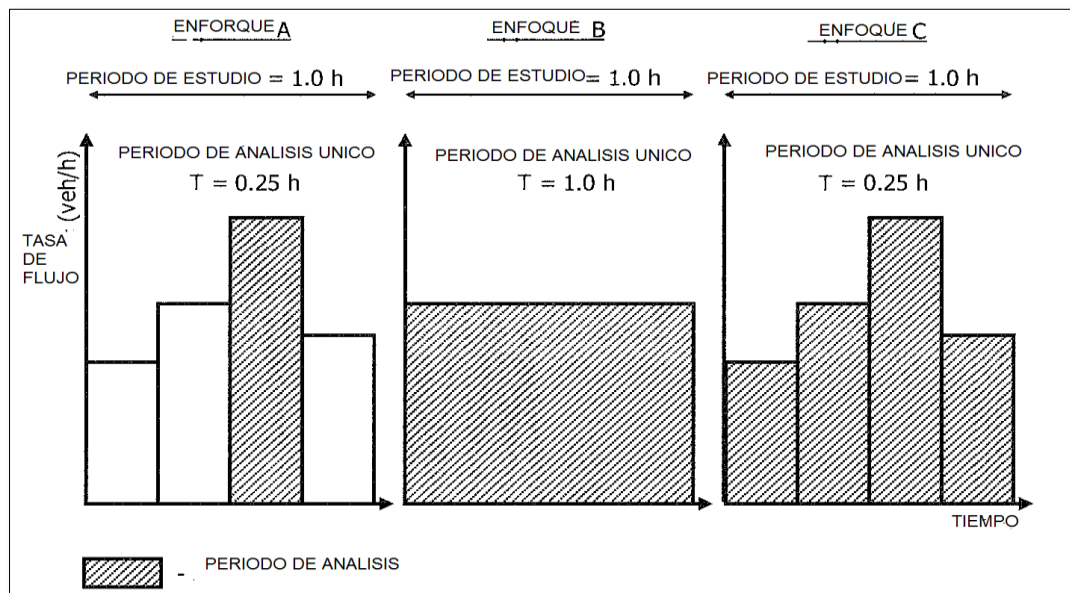 ENFORQUE A
PERIODO DE ESTUDIO = 1.0 h
PERIODO DE ANALISIS UNICO
T = 0.25 h
(veh/h)
TASA
DE
FLUJO
ENFOQUE B
PERIODO DE ESTUDIO = 1.0 h
PERIODO DE ANALISIS UNICO
T = 1.0 h
ENFOQUE C
PERIODO DE ESTUDIO = 1.0 h
PERIODO DE ANALISIS UNICO
T = 0.25 h
TIEMPO
- PERIODO DE ANALISIS